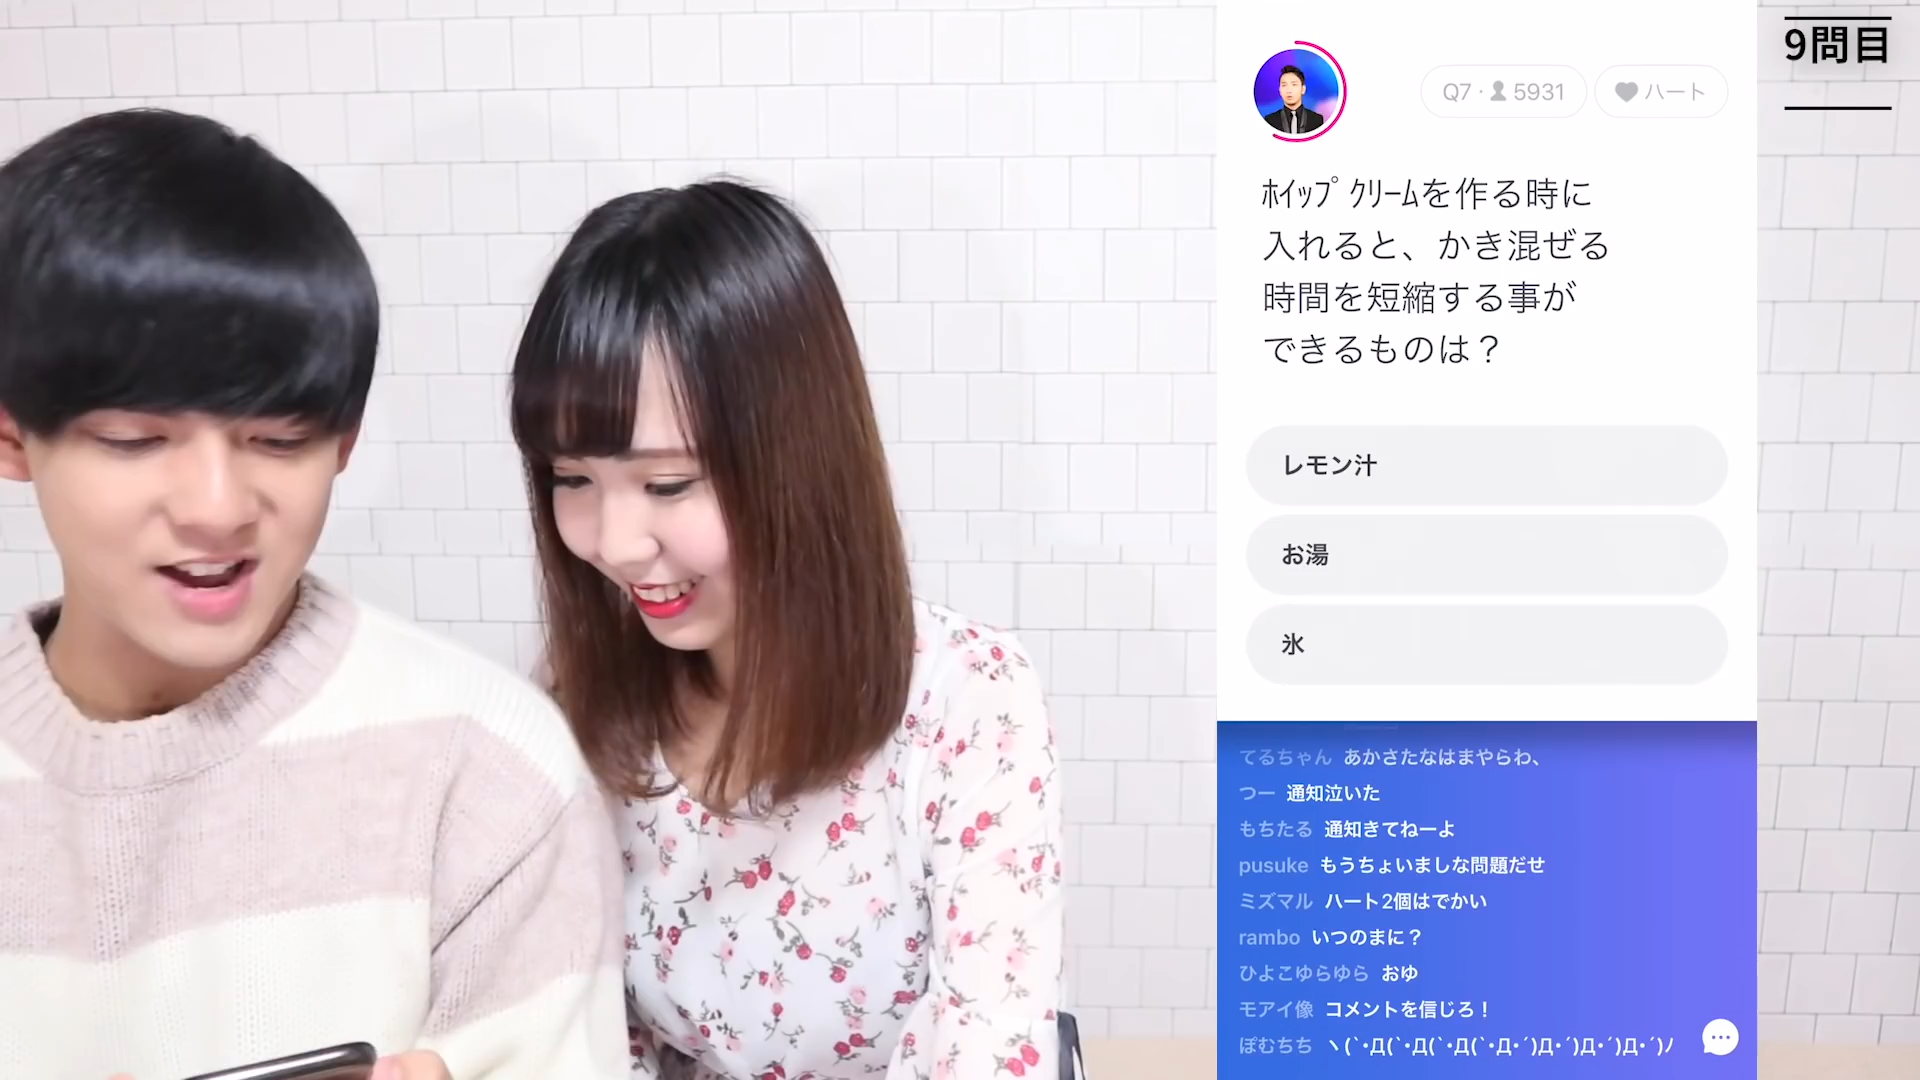 9問目
Q7・5931
ハート
ﾎｲｯﾌﾟｸﾘｰﾑを作る時に
入れると、かき混ぜる
時間を短縮する事が
できるものは？
レモン汁
お湯
氷
てるちゃん あかさたなはまやらわ、
つー 通知泣いた
もちたる 通知きてねーよ
pusuke もうちょいましな問題だせ
ミズマル ハート2個はでかい
rambo いつのまに？
ひよこゆらゆら おゆ
モアイ像 コメントを信じろ！
ぽむちち ヽ(`•Д(`•Д(`•Д(`•Д•´)Д•´)Д•´)Д•´)ﾉ